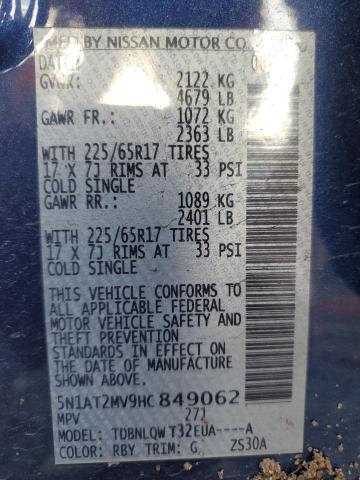 MFD BY NISSAN MOTOR CO.
DATE
GVWR: 2122 KG
4679 LB
GAWR FR.: 1072 KG
2363 LB
WITH 225/65R17 TIRES
17 X 7J RIMS AT 33 PSI
COLD SINGLE
GAWR RR.: 1089 KG
2401 LB
WITH 225/65R17 TIRES
17 X 7J RIMS AT 33 PSI
COLD SINGLE
THIS VEHICLE CONFORMS TO
ALL APPLICABLE FEDERAL
MOTOR VEHICLE SAFETY AND
THEFT PREVENTION
STANDARDS IN EFFECT ON
THE DATE OF MANUFACTURE
SHOWN ABOVE.
5N1AT2MV9HC 849062
MPV 271
MODEL: TDBNLQW T32EUA----A
COLOR: RBY TRIM: G ZS30A